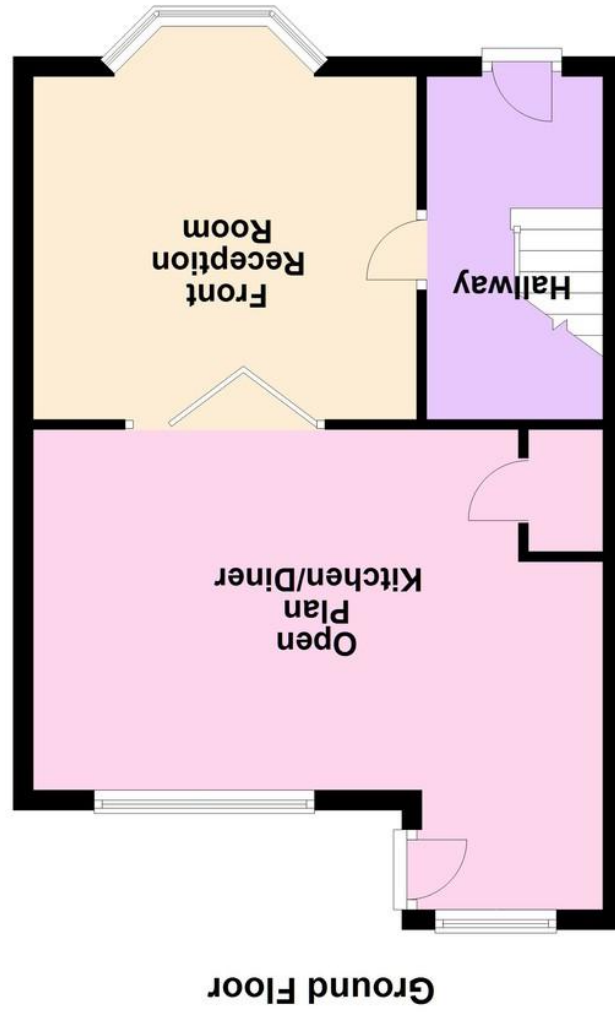 Ground Floor
Open
Plan
Kitchen/Diner
Front
Reception
Room
Hallway